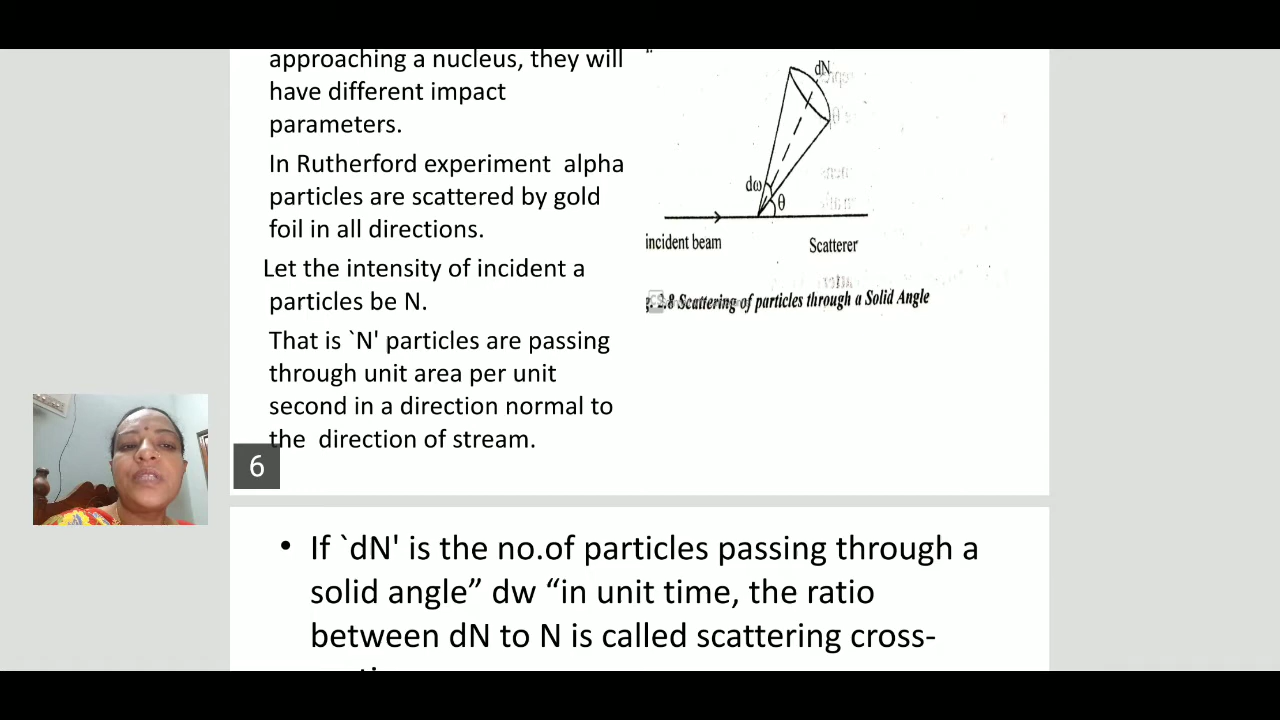 approaching a nucleus, they will
have different impact
parameters.
In Rutherford experiment alpha
particles are scattered by gold
foil in all directions.
Let the intensity of incident a
particles be N.
That is `N' particles are passing
through unit area per unit
second in a direction normal to
the direction of stream.
6
dN
dω
θ
incident beam
Scatterer
2.8 Scattering of particles through a Solid Angle
• If `dN' is the no.of particles passing through a
solid angle” dw “in unit time, the ratio
between dN to N is called scattering cross-